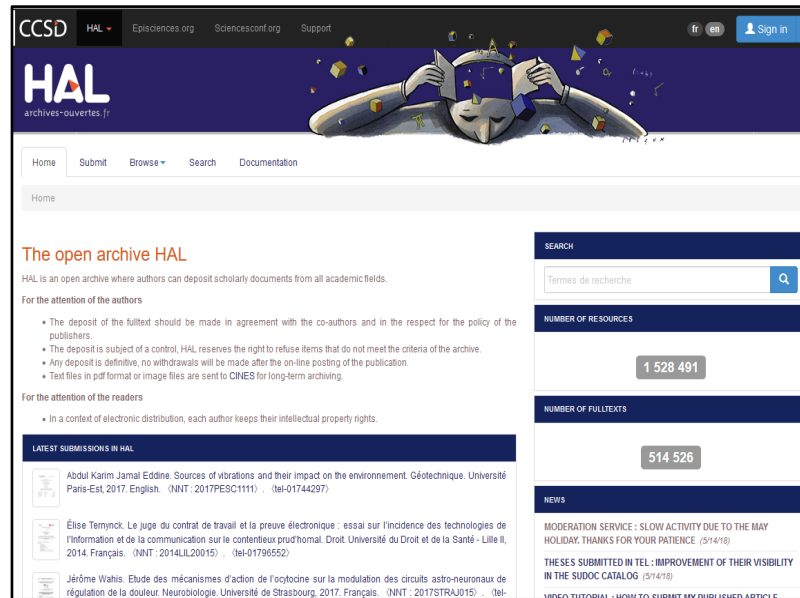 CCSD HAL Episciences.org Sciencesconf.org Support fr en Sign in
HAL
archives-ouvertes.fr
Home Submit Browse Search Documentation
Home
The open archive HAL
HAL is an open archive where authors can deposit scholarly documents from all academic fields.
For the attention of the authors
• The deposit of the fulltext should be made in agreement with the co-authors and in the respect for the policy of the
publishers.
• The deposit is subject of a control, HAL reserves the right to refuse items that do not meet the criteria of the archive.
• Any deposit is definitive, no withdrawals will be made after the on-line posting of the publication.
• Text files in pdf format or image files are sent to CINES for long-term archiving.
For the attention of the readers
• In a context of electronic distribution, each author keeps their intellectual property rights.
LATEST SUBMISSIONS IN HAL
Abdul Karim Jamal Eddine. Sources of vibrations and their impact on the environnement. Géotechnique. Université
Paris-Est, 2017. English. 〈NNT : 2017PESC1111〉. 〈tel-01744297〉
Élise Ternynck. Le juge du contrat de travail et la preuve électronique : essai sur l'incidence des technologies de
l'Information et de la communication sur le contentieux prud'homal. Droit. Université du Droit et de la Santé - Lille II,
2014. Français. 〈NNT : 2014LIL20015〉. 〈tel-01796552〉
Jérôme Wahis. Etude des mécanismes d'action de l'ocytocine sur la modulation des circuits astro-neuronaux de
régulation de la douleur. Neurobiologie. Université de Strasbourg, 2017. Français. 〈NNT : 2017STRAJ015〉. 〈tel-
SEARCH
Termes de recherche
NUMBER OF RESOURCES
1 528 491
NUMBER OF FULLTEXTS
514 526
NEWS
MODERATION SERVICE : SLOW ACTIVITY DUE TO THE MAY
HOLIDAY. THANKS FOR YOUR PATIENCE (5/14/18)
THESES SUBMITTED IN TEL : IMPROVEMENT OF THEIR VISIBILITY
IN THE SUDOC CATALOG (5/14/18)
VIDEO TUTORIAL : HOW TO SUBMIT MY PUBLISHED ARTICLE